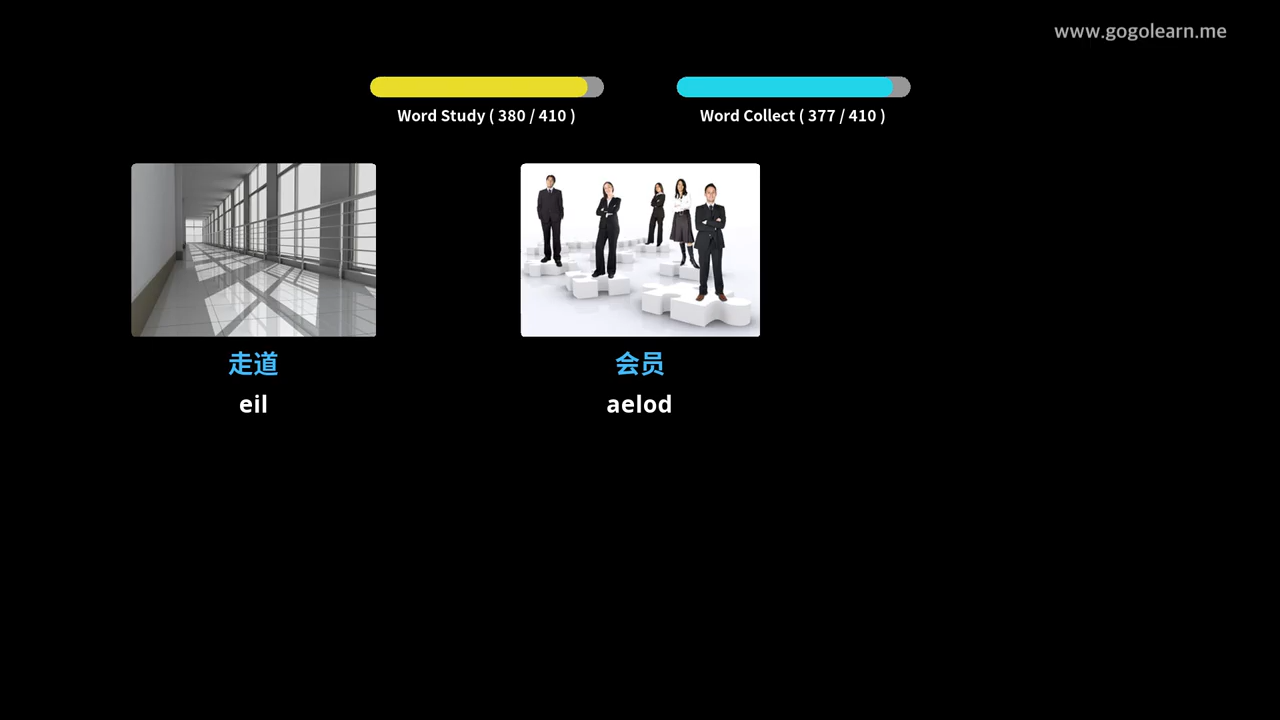 www.gogolearn.me
Word Study ( 380 / 410 )
Word Collect ( 377 / 410 )
走道
会员
eil
aelod